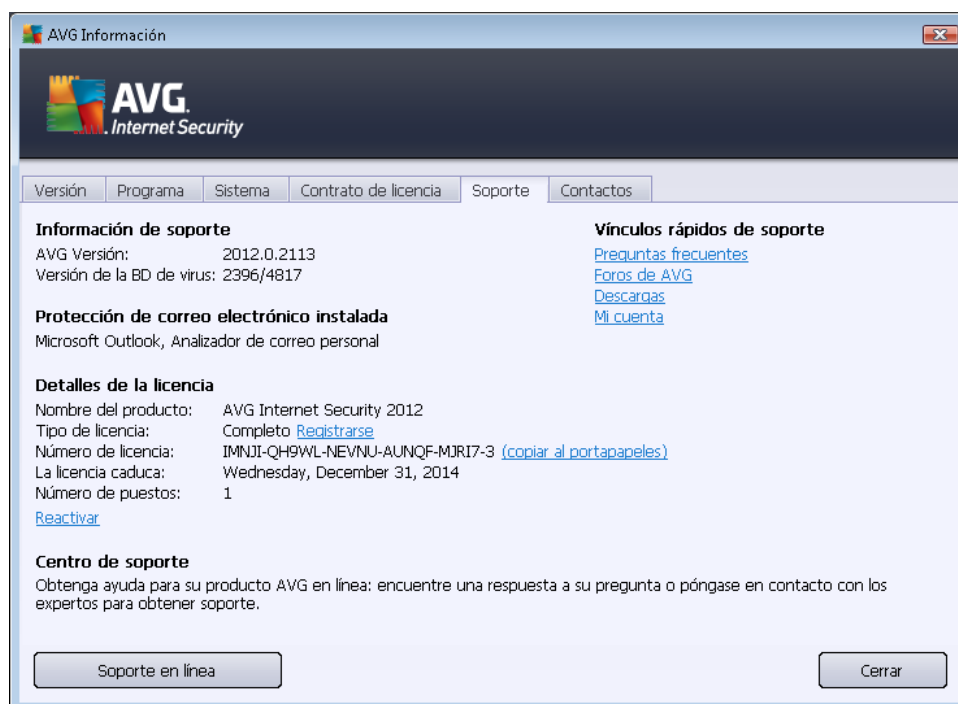 AVG Información
AVG.
Internet Security
Versión Programa Sistema Contrato de licencia Soporte Contactos
Información de soporte
AVG Versión: 2012.0.2113
Versión de la BD de virus: 2396/4817
Protección de correo electrónico instalada
Microsoft Outlook, Analizador de correo personal
Detalles de la licencia
Nombre del producto: AVG Internet Security 2012
Tipo de licencia: Completo Registrarse
Número de licencia: IMNJI-QH9WL-NEVNU-AUNQF-MJRI7-3 (copiar al portapapeles)
La licencia caduca: Wednesday, December 31, 2014
Número de puestos: 1
Reactivar
Centro de soporte
Obtenga ayuda para su producto AVG en línea: encuentre una respuesta a su pregunta o póngase en contacto con los
expertos para obtener soporte.
Vínculos rápidos de soporte
Preguntas frecuentes
Foros de AVG
Descargas
Mi cuenta
Soporte en línea
Cerrar